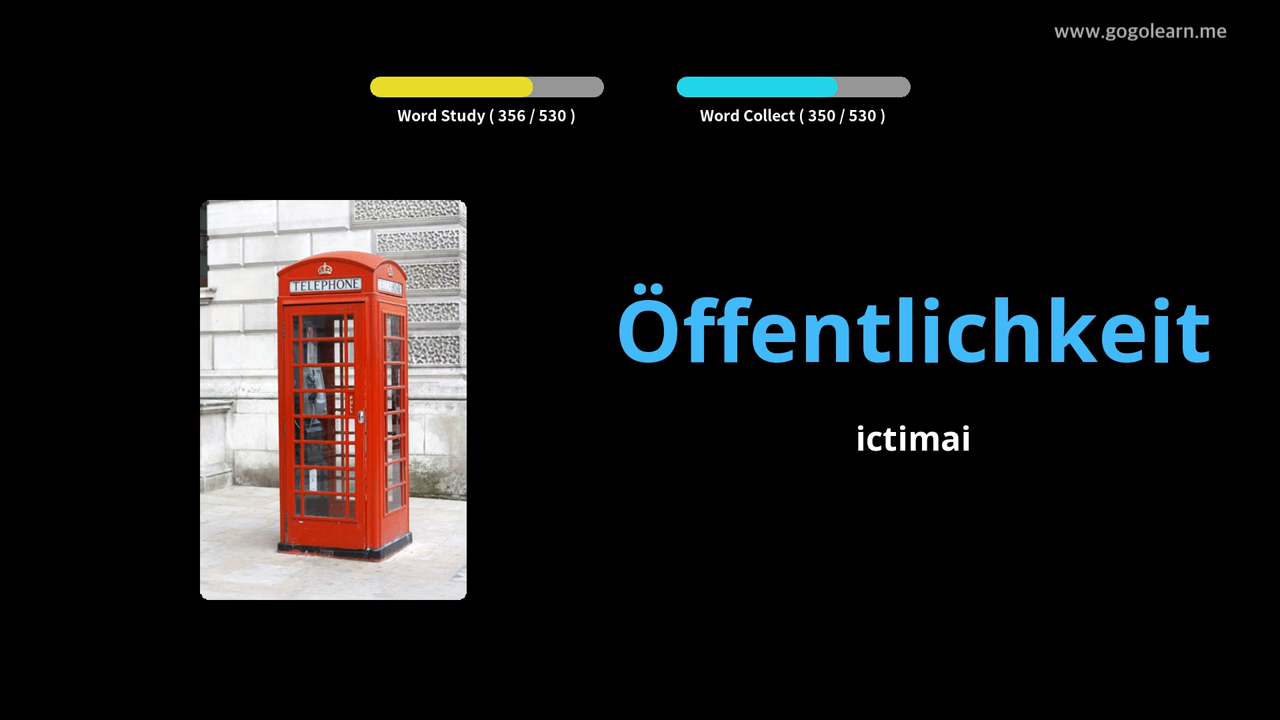 www.gogolearn.me
Word Study ( 356 / 530 )
Word Collect ( 350 / 530 )
TELEPHONE
Öffentlichkeit
ictimai